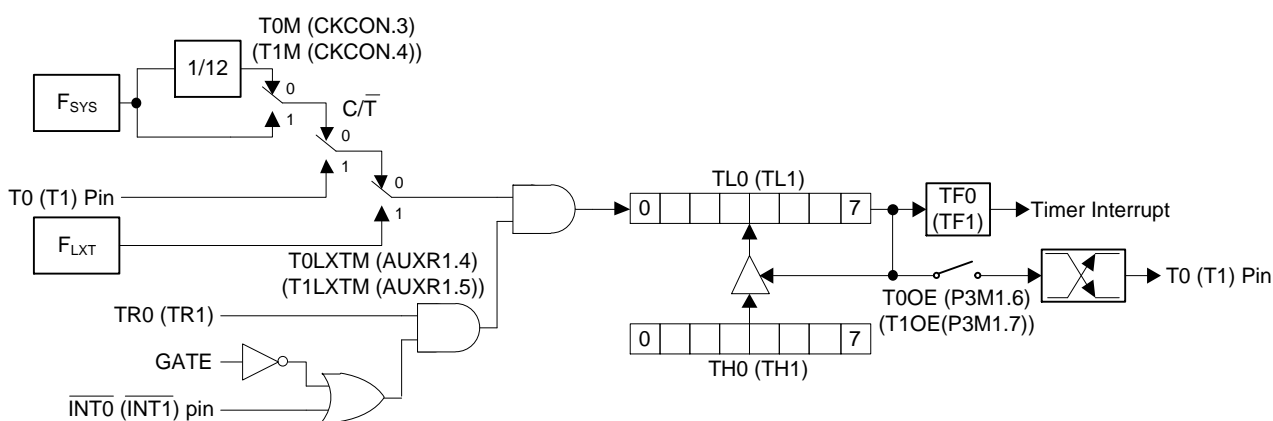 T0M (CKCON.3)
(T1M (CKCON.4))
1/12
FSYS
0
1
C/T̅
0
1
T0 (T1) Pin
0
1
FLXT
T0LXTM (AUXR1.4)
(T1LXTM (AUXR1.5))
TR0 (TR1)
GATE
I̅N̅T̅0̅ (I̅N̅T̅1̅) pin
TL0 (TL1)
0 7
TF0
(TF1)
Timer Interrupt
T0OE (P3M1.6)
(T1OE(P3M1.7))
T0 (T1) Pin
0 7
TH0 (TH1)